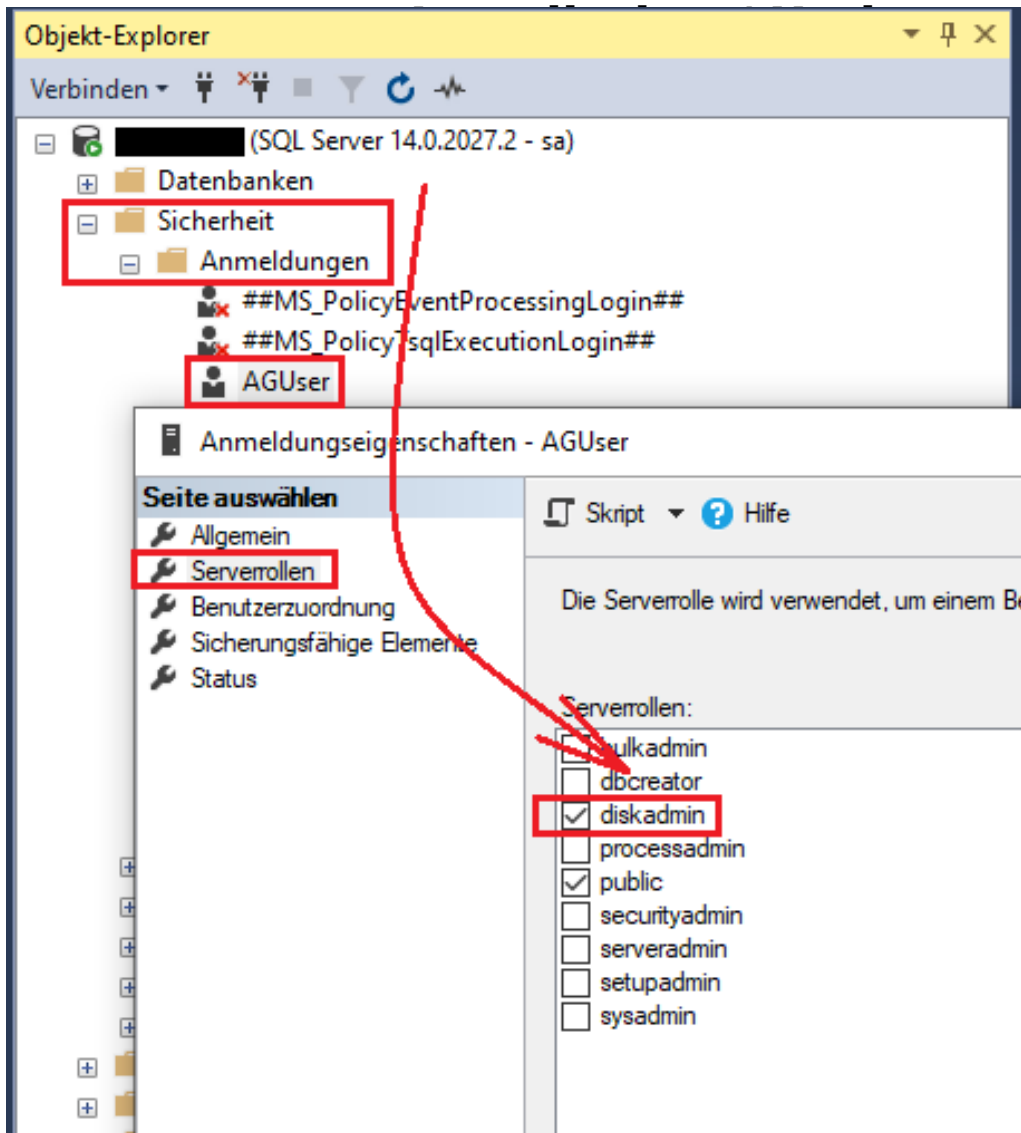 Objekt-Explorer
Verbinden
(SQL Server 14.0.2027.2 - sa)
Datenbanken
Sicherheit
Anmeldungen
##MS_PolicyEventProcessingLogin##
##MS_PolicyTsqlExecutionLogin##
AGUser
Anmeldungseigenschaften - AGUser
Seite auswählen
Allgemein
Serverrollen
Benutzerzuordnung
Sicherungsfähige Elemente
Status
Skript Hilfe
Die Serverrolle wird verwendet, um einem
Serverrollen:
bulkadmin
dbcreator
diskadmin
processadmin
public
securityadmin
serveradmin
setupadmin
sysadmin